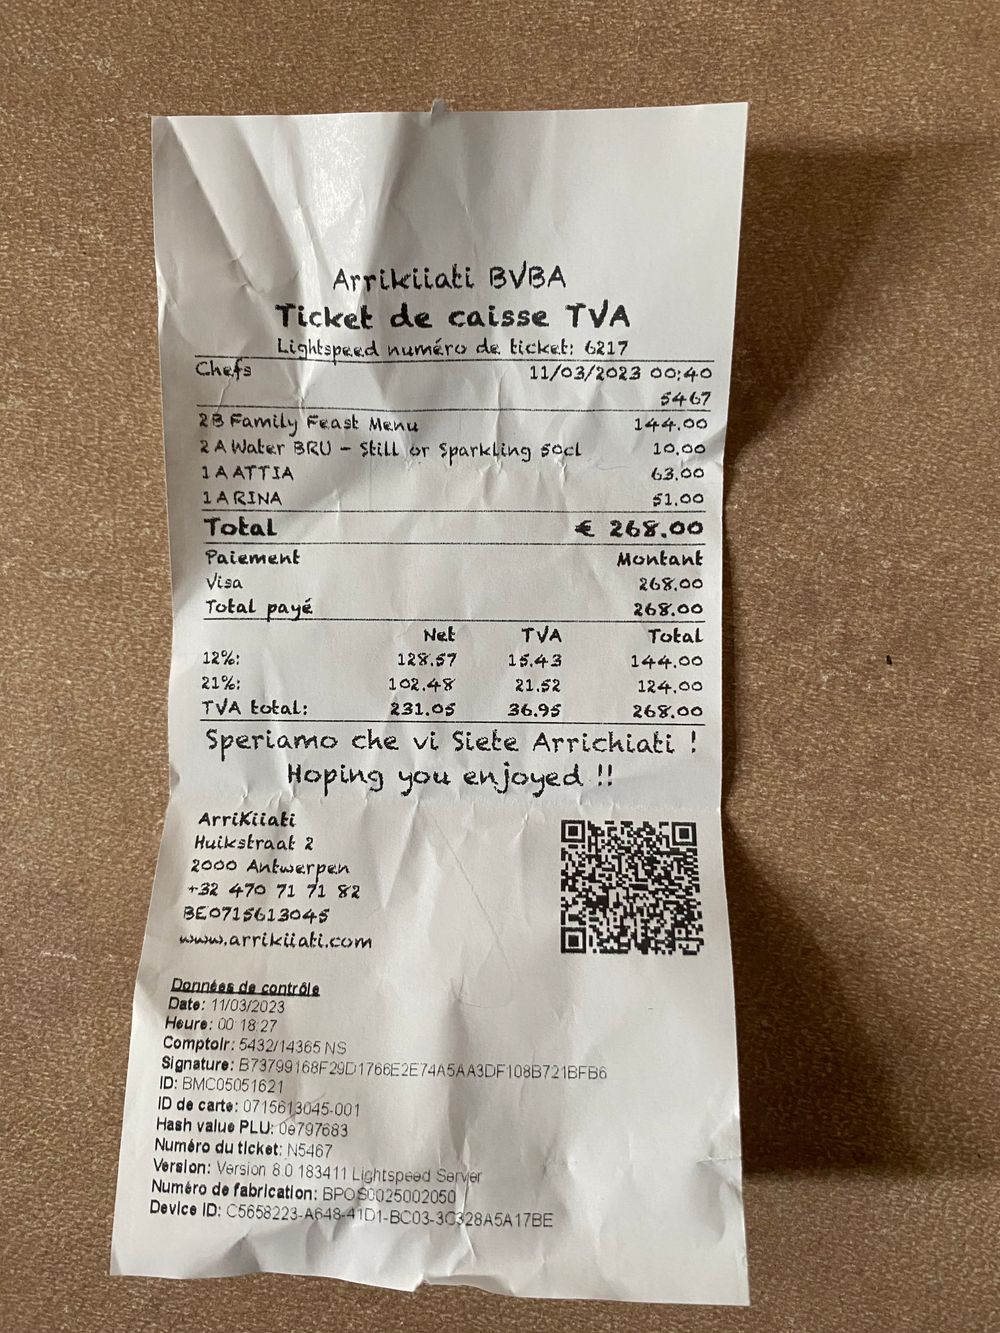 Arrikiiati BVBA
Ticket de caisse TVA
Lightspeed numéro de ticket: 6217
Chefs 11/03/2023 00:40
5467
2 B Family Feast Menu 144.00
2 A Water BRU - Still or Sparkling 50cl 10.00
1 A ATTIA 63.00
1 A RINA 51.00
Total € 268.00
Paiement Montant
Visa 268.00
Total payé 268.00
Net TVA Total
12%: 128.57 15.43 144.00
21%: 102.48 21.52 124.00
TVA total: 231.05 36.95 268.00
Speriamo che vi Siete Arrichiati !
Hoping you enjoyed !!
ArriKiiati
Huikstraat 2
2000 Antwerpen
+32 470 71 71 82
BE0715613045
www.arrikiiati.com
Données de contrôle
Date: 11/03/2023
Heure: 00:18:27
Comptoir: 5432/14365 NS
Signature: B73799168F29D1766E2E74A5AA3DF108B721BFB6
ID: BMC05051621
ID de carte: 0715613045-001
Hash value PLU: 0e797683
Numéro du ticket: N5467
Version: Version 8.0 183411 Lightspeed Server
Numéro de fabrication: BPOS0025002050
Device ID: C5658223-A648-41D1-BC03-3C328A5A17BE